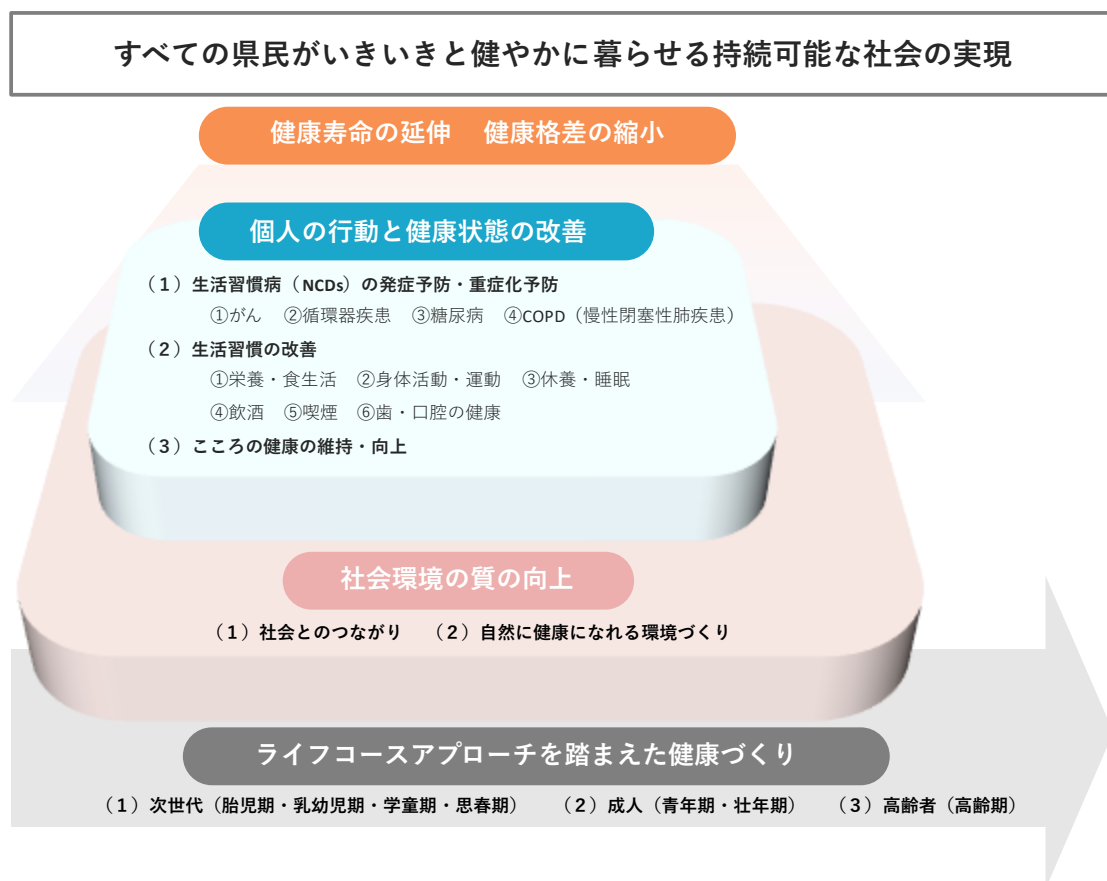 すべての県民がいきいきと健やかに暮らせる持続可能な社会の実現
健康寿命の延伸　健康格差の縮小
個人の行動と健康状態の改善
（１）生活習慣病（NCDs）の発症予防・重症化予防
①がん　②循環器疾患　③糖尿病　④COPD（慢性閉塞性肺疾患）
（２）生活習慣の改善
①栄養・食生活　②身体活動・運動　③休養・睡眠
④飲酒　⑤喫煙　⑥歯・口腔の健康
（３）こころの健康の維持・向上
社会環境の質の向上
（１）社会とのつながり　（２）自然に健康になれる環境づくり
ライフコースアプローチを踏まえた健康づくり
（１）次世代（胎児期・乳幼児期・学童期・思春期）　（２）成人（青年期・壮年期）　（３）高齢者（高齢期）